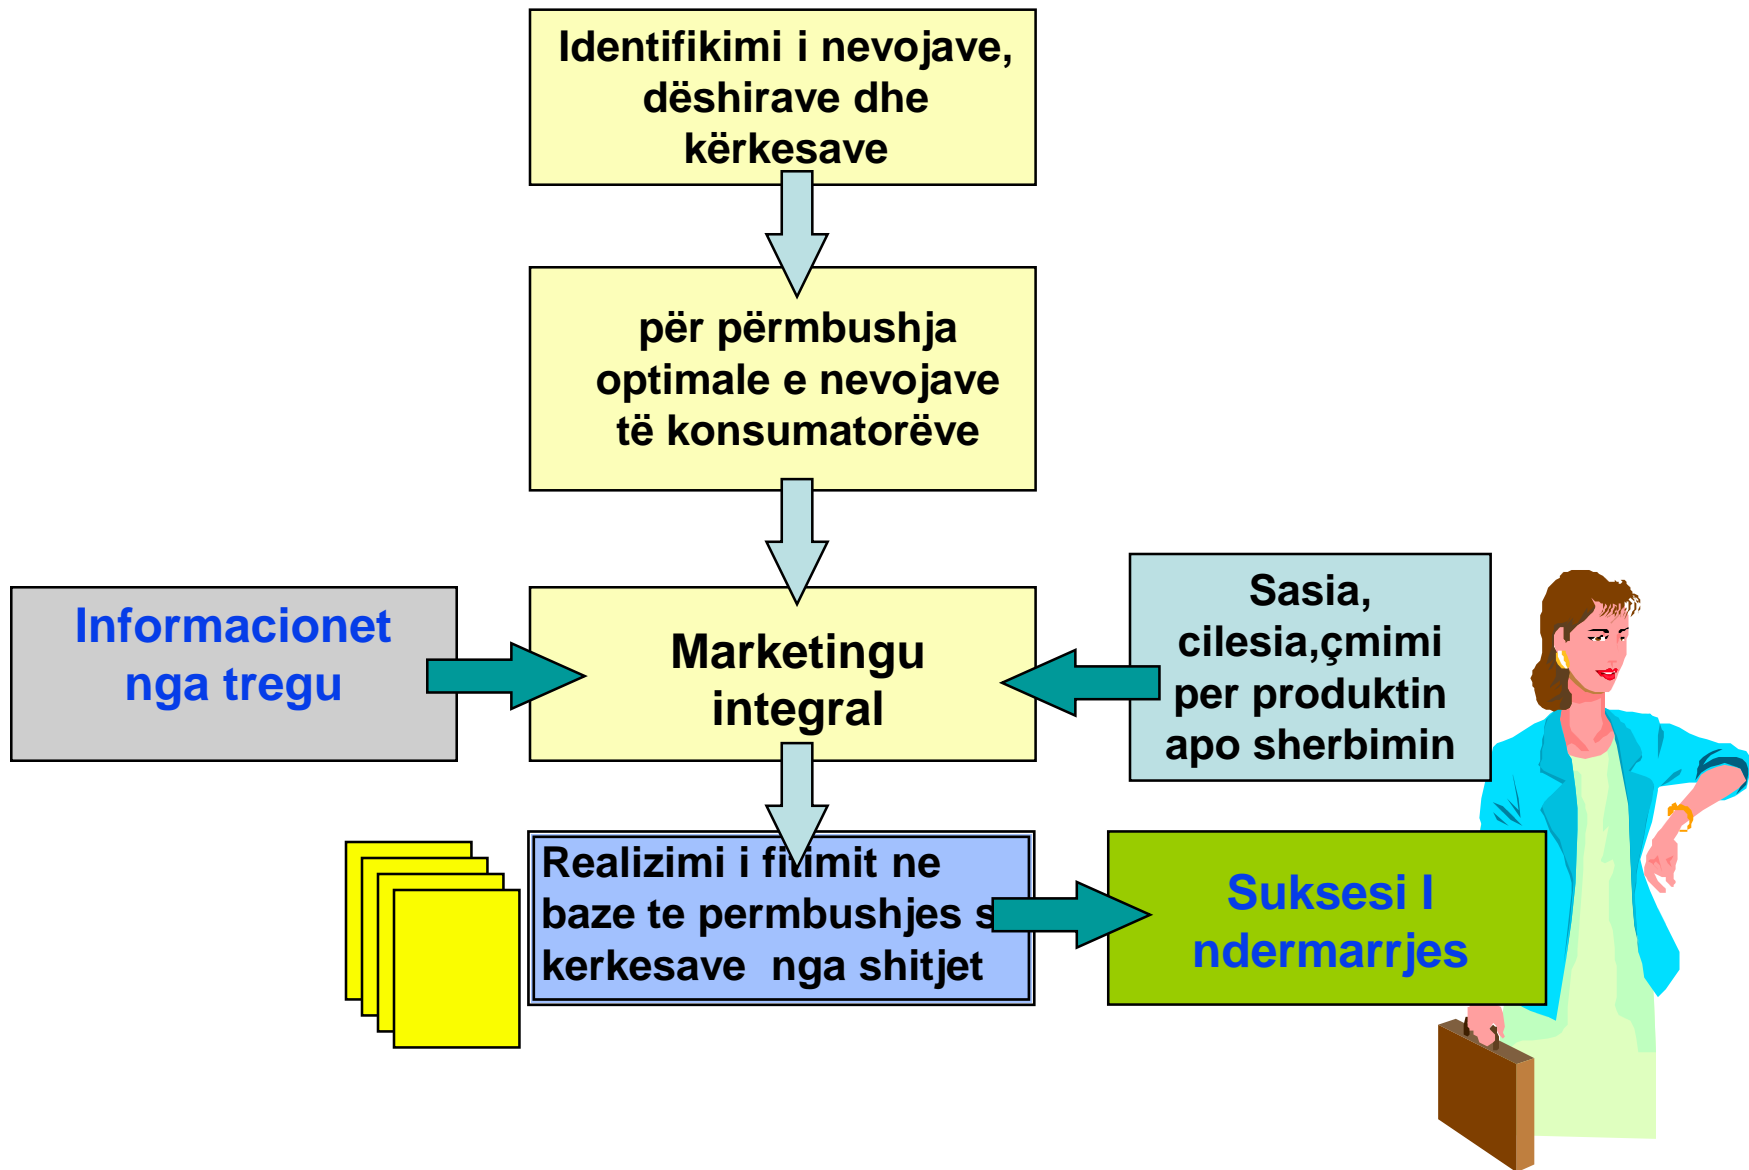 Identifikimi i nevojave,
dëshirave dhe
kërkesave
për përmbushja
optimale e nevojave
të konsumatorëve
Informacionet
nga tregu
Marketingu
integral
Sasia,
cilesia,çmimi
per produktin
apo sherbimin
Realizimi i fitimit ne
baze te permbushjes s
kerkesave nga shitjet
Suksesi I
ndermarrjes